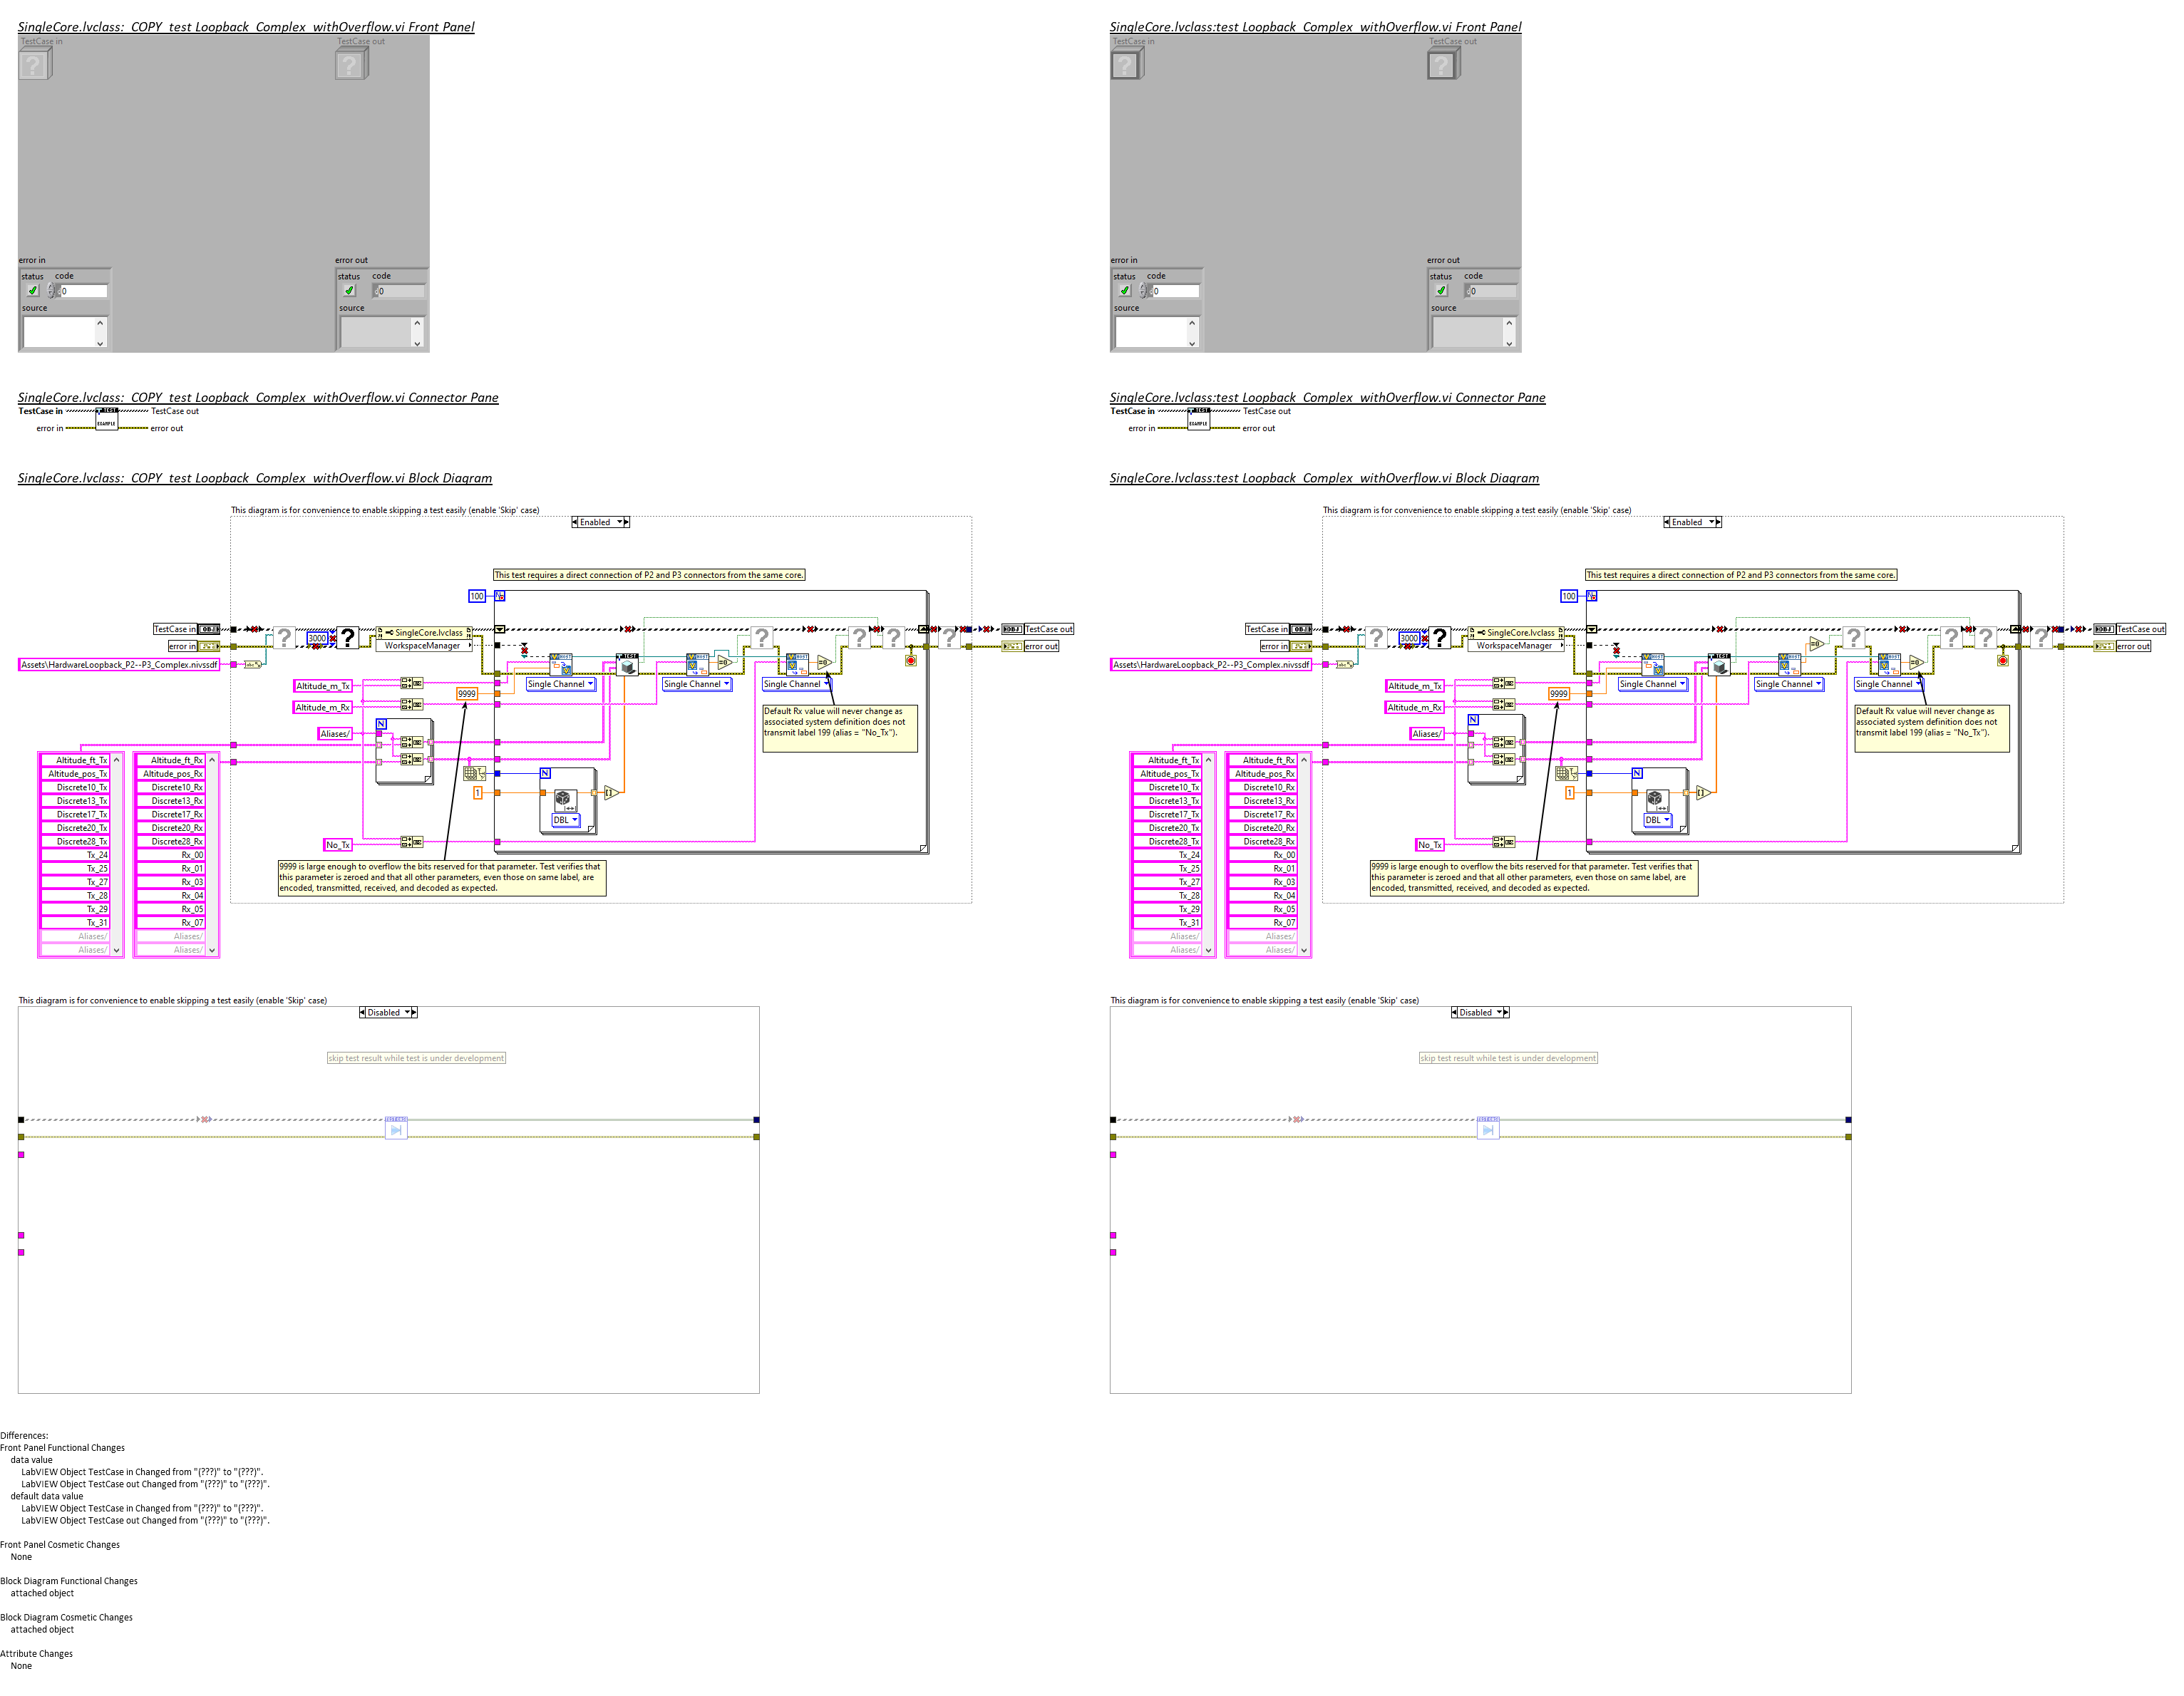 SingleCore.lvclass:_COPY_test Loopback_Complex_withOverflow.vi Front Panel
TestCase in
TestCase out
error in
error out
status
code
status
code
0
0
source
source
SingleCore.lvclass:_COPY_test Loopback_Complex_withOverflow.vi Connector Pane
TestCase in
TestCase out
TEST
EXAMPLE
error in
error out
SingleCore.lvclass:_COPY_test Loopback_Complex_withOverflow.vi Block Diagram
This diagram is for convenience to enable skipping a test easily (enable 'Skip' case)
Enabled
This test requires a direct connection of P2 and P3 connectors from the same core.
100
N
TestCase in
OBJ
3000
SingleCore.lvclass
OBJ
TestCase out
error in
WorkspaceManager
error out
Assets\HardwareLoopback_P2--P3_Complex.nivssdf
TEST
Single Channel
Single Channel
Single Channel
Altitude_m_Tx
9999
Altitude_m_Rx
Default Rx value will never change as
associated system definition does not
transmit label 199 (alias = "No_Tx").
N
Aliases/
Altitude_ft_Tx
Altitude_ft_Rx
Altitude_pos_Tx
Altitude_pos_Rx
N
Discrete10_Tx
Discrete10_Rx
1
Discrete13_Tx
Discrete13_Rx
Discrete17_Tx
Discrete17_Rx
DBL
Discrete20_Tx
Discrete20_Rx
Discrete28_Tx
Discrete28_Rx
No_Tx
Tx_24
Rx_00
Tx_25
Rx_01
Tx_27
Rx_03
Tx_28
Rx_04
Tx_29
Rx_05
Tx_31
Rx_07
Aliases/
Aliases/
Aliases/
Aliases/
9999 is large enough to overflow the bits reserved for that parameter. Test verifies that
this parameter is zeroed and that all other parameters, even those on same label, are
encoded, transmitted, received, and decoded as expected.
This diagram is for convenience to enable skipping a test easily (enable 'Skip' case)
Disabled
skip test result while test is under development
Differences:
Front Panel Functional Changes
data value
LabVIEW Object TestCase in Changed from "(???)" to "(???)".
LabVIEW Object TestCase out Changed from "(???)" to "(???)".
default data value
LabVIEW Object TestCase in Changed from "(???)" to "(???)".
LabVIEW Object TestCase out Changed from "(???)" to "(???)".
Front Panel Cosmetic Changes
None
Block Diagram Functional Changes
attached object
Block Diagram Cosmetic Changes
attached object
Attribute Changes
None
SingleCore.lvclass:test Loopback_Complex_withOverflow.vi Front Panel
TestCase in
TestCase out
error in
error out
status
code
status
code
0
0
source
source
SingleCore.lvclass:test Loopback_Complex_withOverflow.vi Connector Pane
TestCase in
TestCase out
TEST
EXAMPLE
error in
error out
SingleCore.lvclass:test Loopback_Complex_withOverflow.vi Block Diagram
This diagram is for convenience to enable skipping a test easily (enable 'Skip' case)
Enabled
This test requires a direct connection of P2 and P3 connectors from the same core.
100
N
TestCase in
OBJ
3000
SingleCore.lvclass
OBJ
TestCase out
error in
WorkspaceManager
error out
Assets\HardwareLoopback_P2--P3_Complex.nivssdf
TEST
Single Channel
Single Channel
Single Channel
Altitude_m_Tx
9999
Altitude_m_Rx
Default Rx value will never change as
associated system definition does not
transmit label 199 (alias = "No_Tx").
N
Aliases/
Altitude_ft_Tx
Altitude_ft_Rx
Altitude_pos_Tx
Altitude_pos_Rx
N
Discrete10_Tx
Discrete10_Rx
1
Discrete13_Tx
Discrete13_Rx
Discrete17_Tx
Discrete17_Rx
DBL
Discrete20_Tx
Discrete20_Rx
Discrete28_Tx
Discrete28_Rx
No_Tx
Tx_24
Rx_00
Tx_25
Rx_01
Tx_27
Rx_03
Tx_28
Rx_04
Tx_29
Rx_05
Tx_31
Rx_07
Aliases/
Aliases/
Aliases/
Aliases/
9999 is large enough to overflow the bits reserved for that parameter. Test verifies that
this parameter is zeroed and that all other parameters, even those on same label, are
encoded, transmitted, received, and decoded as expected.
This diagram is for convenience to enable skipping a test easily (enable 'Skip' case)
Disabled
skip test result while test is under development